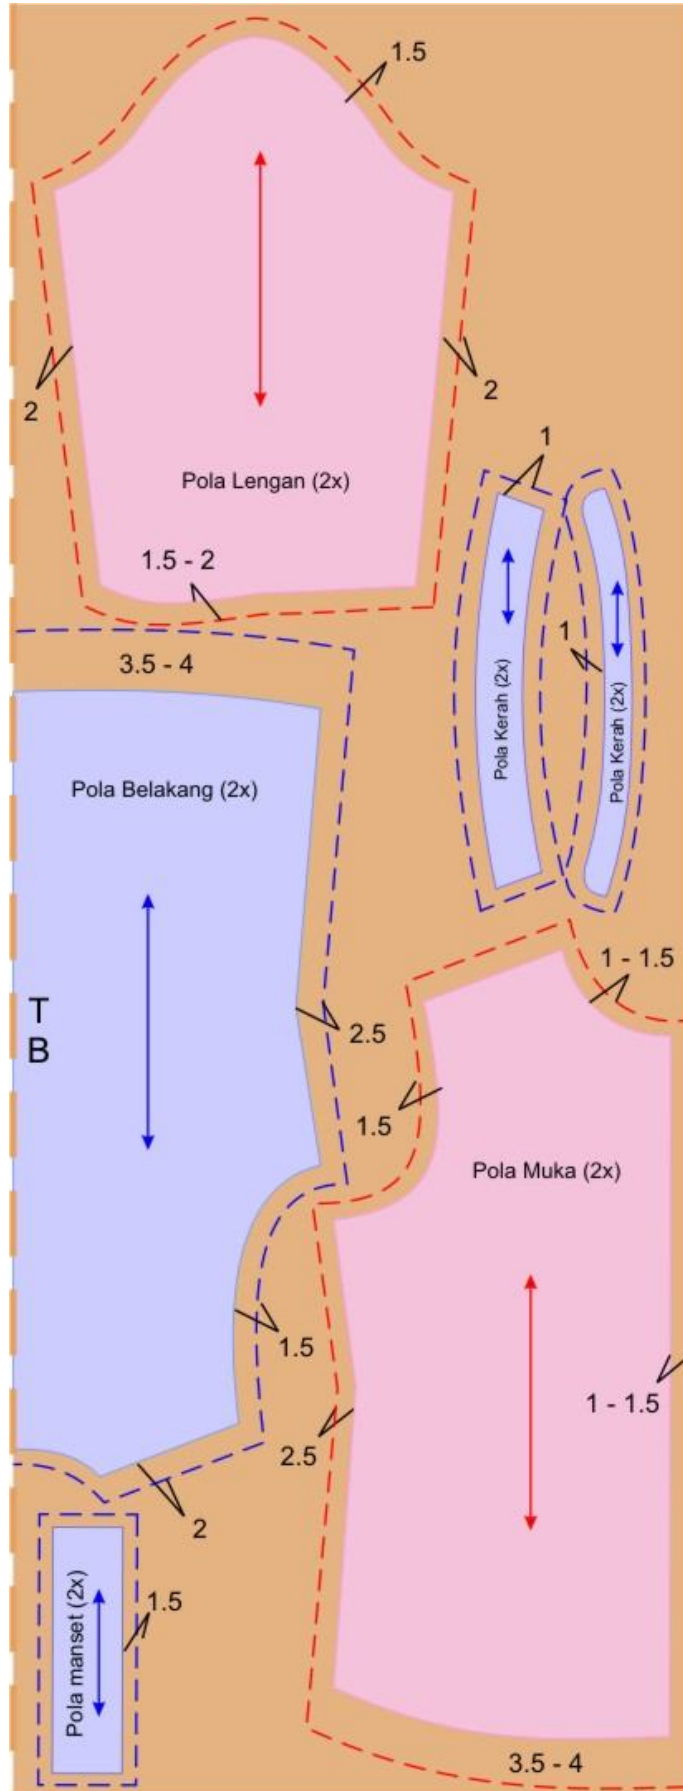 1.5
2
2
Pola Lengan (2x)
1
1.5 - 2
1
3.5 - 4
Pola Kerah (2x)
Pola Kerah (2x)
Pola Belakang (2x)
1 - 1.5
T
B
2.5
1.5
Pola Muka (2x)
1.5
1 - 1.5
2.5
2
Pola manset (2x)
1.5
3.5 - 4